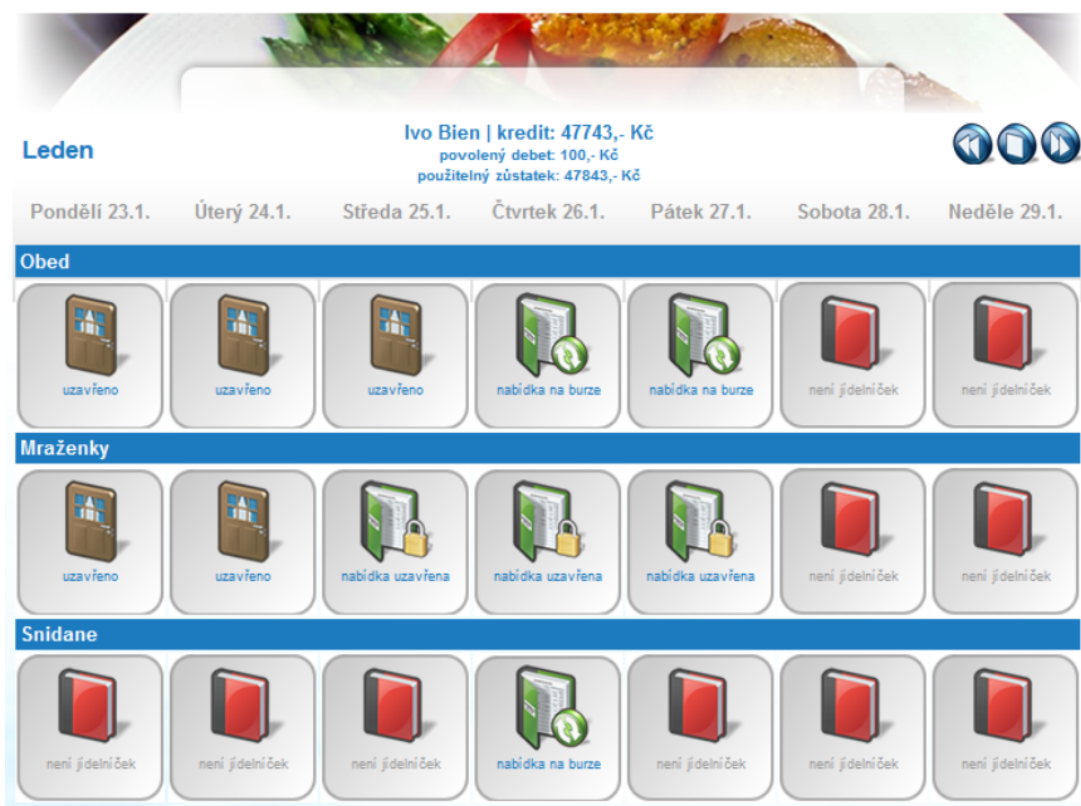 Leden
Ivo Bien | kredit: 47743,- Kč
povolený debet: 100,- Kč
použitelný zůstatek: 47843,- Kč
Pondělí 23.1. Úterý 24.1. Středa 25.1. Čtvrtek 26.1. Pátek 27.1. Sobota 28.1. Neděle 29.1.
Obed
uzavřeno uzavřeno uzavřeno nabídka na burze nabídka na burze není jídelníček není jídelníček
Mraženky
uzavřeno uzavřeno nabídka uzavřena nabídka uzavřena nabídka uzavřena není jídelníček není jídelníček
Snidane
není jídelníček není jídelníček není jídelníček nabídka na burze není jídelníček není jídelníček není jídelníček